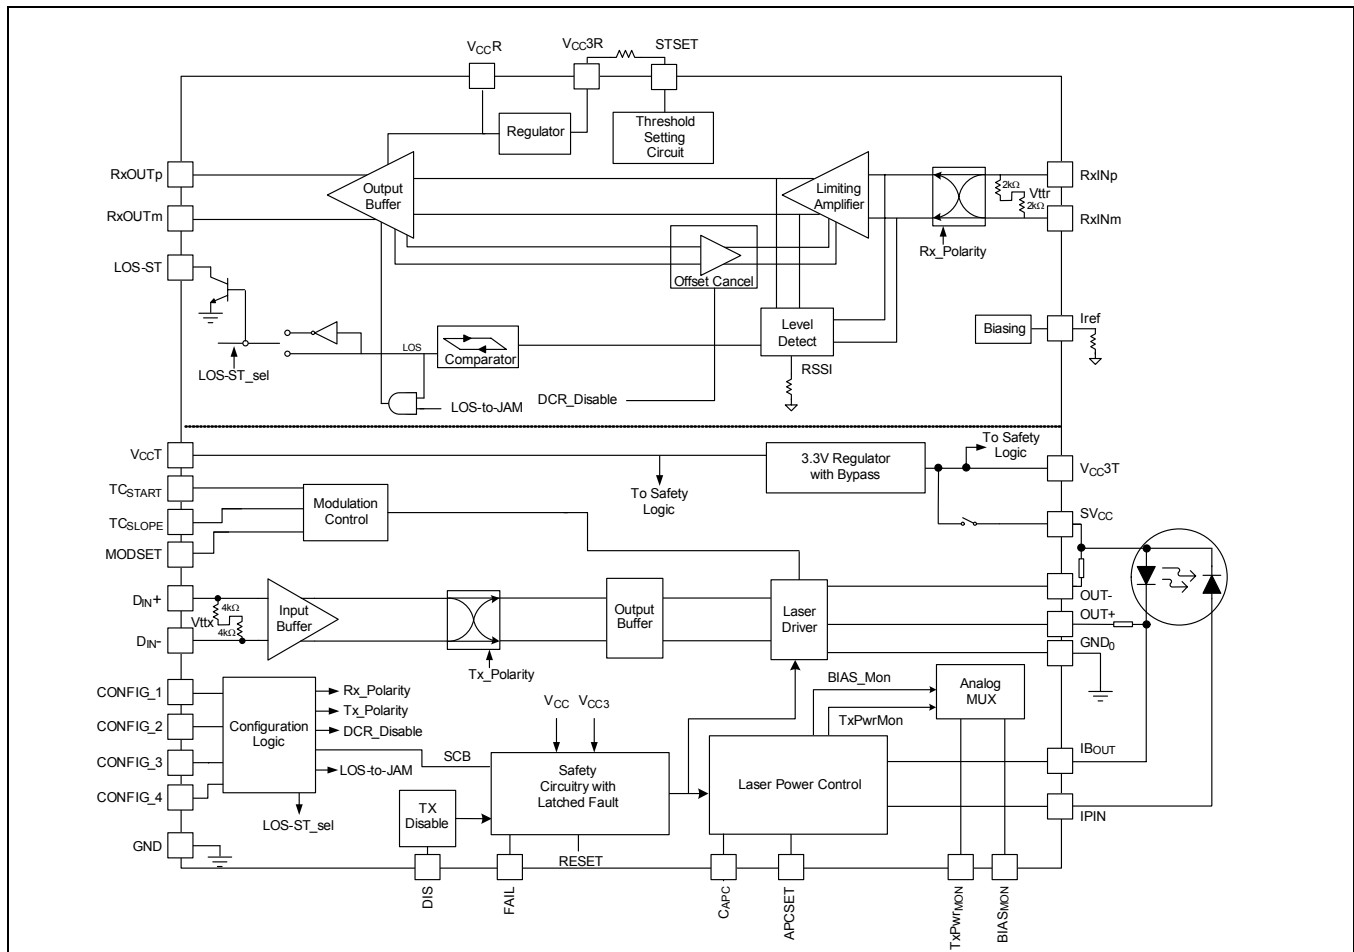 VCCR
VCC3R
STSET
Regulator
Threshold
Setting
Circuit
RxOUTp
Output
Buffer
Limiting
Amplifier
2kΩ
Vttr
2kΩ
RxINp
RxOUTm
RxINm
Rx_Polarity
LOS-ST
Offset Cancel
Level
Detect
Biasing
Iref
LOS
Comparator
RSSI
LOS-ST_sel
DCR_Disable
LOS-to-JAM
VCCT
3.3V Regulator
with Bypass
To Safety
Logic
VCC3T
TCSTART
To Safety
Logic
Modulation
Control
TCSLOPE
SVCC
MODSET
DIN+
4kΩ
Vttx
4kΩ
Input
Buffer
Output
Buffer
Laser
Driver
OUT-
OUT+
DIN-
GND0
Tx_Polarity
CONFIG_1
CONFIG_2
CONFIG_3
CONFIG_4
Configuration
Logic
Rx_Polarity
Tx_Polarity
DCR_Disable
LOS-to-JAM
LOS-ST_sel
SCB
VCC
VCC3
BIAS_Mon
TxPwrMon
Analog
MUX
Safety
Circuitry with
Latched Fault
Laser Power Control
IBOUT
IPIN
TX
Disable
GND
RESET
DIS
FAIL
CAPC
APCSET
TxPwrMON
BIASMON